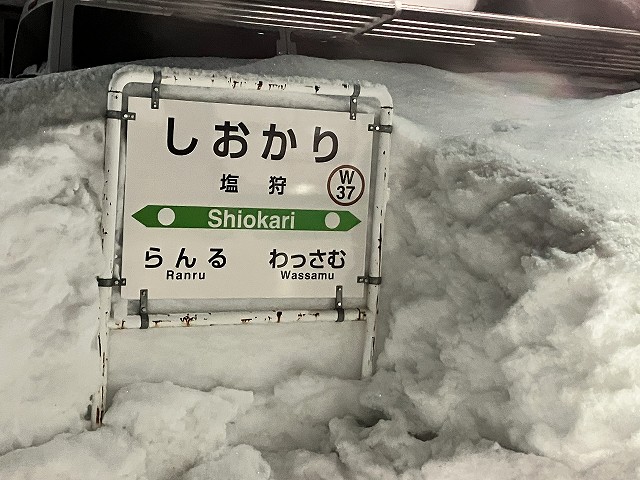 しおかり
塩狩
W
37
Shiokari
らんる わっさむ
Ranru Wassamu